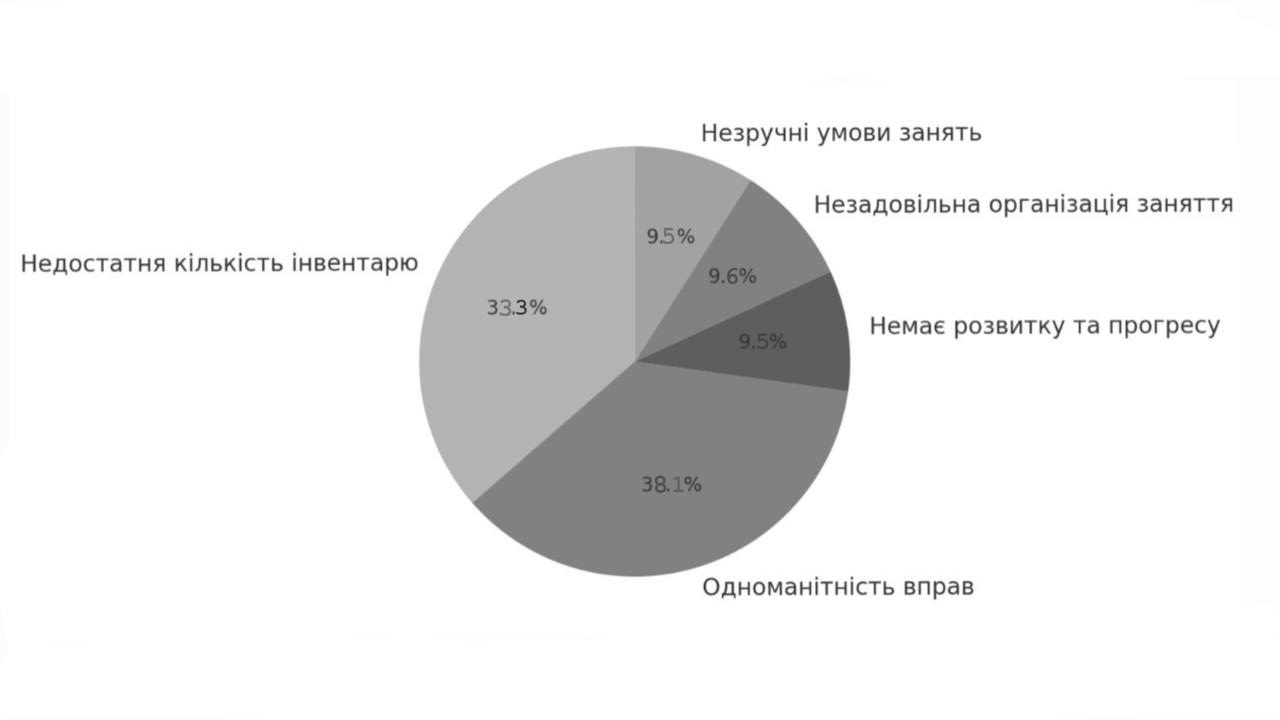 Незручні умови занять
Незадовільна організація заняття
9.5%
Недостатня кількість інвентарю
9.6%
33.3%
Немає розвитку та прогресу
9.5%
38.1%
Одноманітність вправ